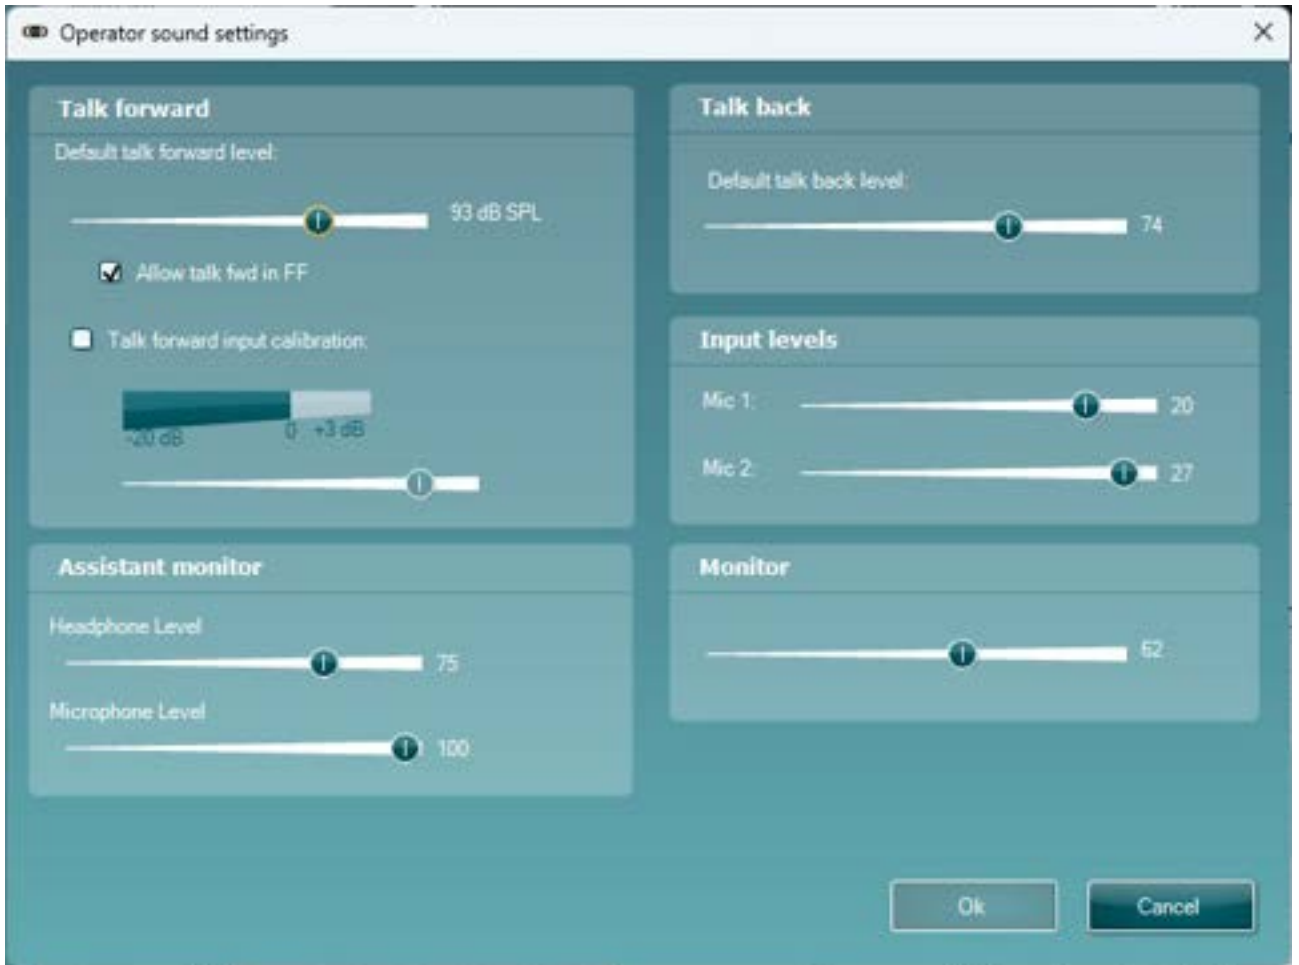 Operator sound settings
Talk forward
Default talk forward level:
93 dB SPL
Allow talk fwd in FF
Talk forward input calibration:
-20 dB 0 +3 dB
Assistant monitor
Headphone Level
75
Microphone Level
100
Talk back
Default talk back level:
74
Input levels
Mic 1: 20
Mic 2: 27
Monitor
62
Ok Cancel